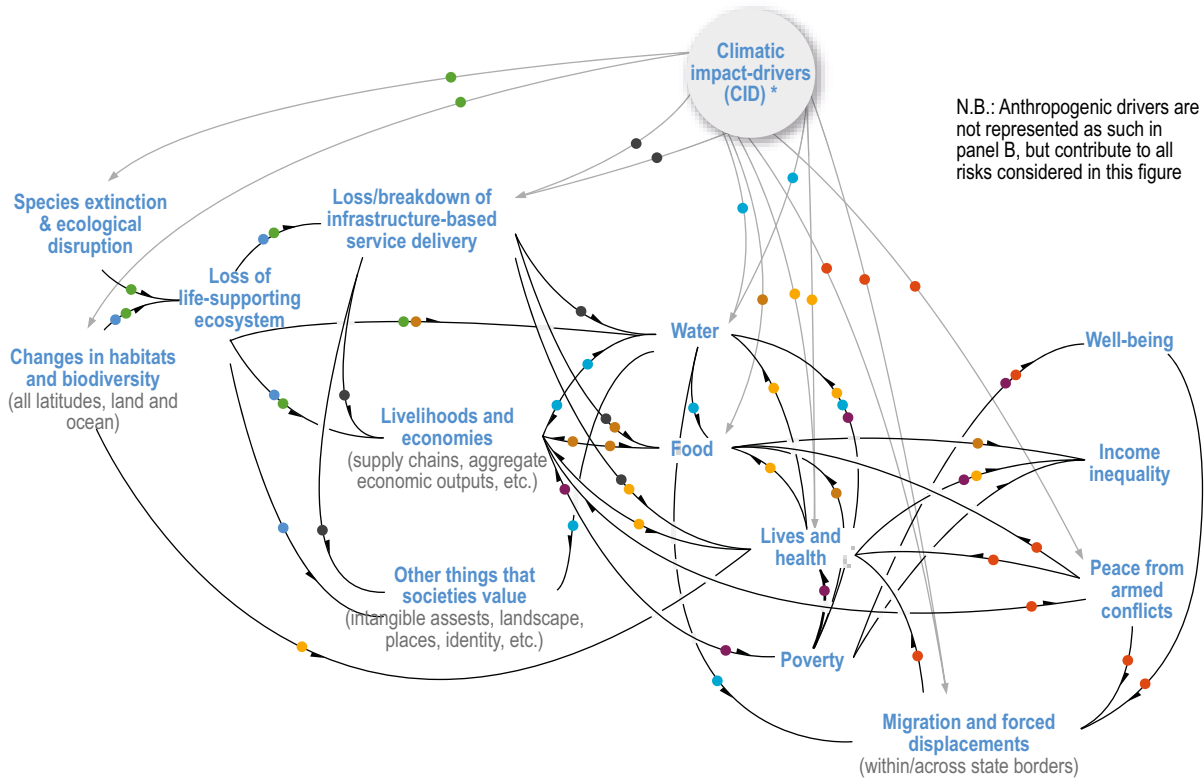 Climatic
impact-drivers
(CID) *
N.B.: Anthropogenic drivers are
not represented as such in
panel B, but contribute to all
risks considered in this figure
Species extinction
& ecological
disruption
Loss/breakdown of
infrastructure-based
service delivery
Loss of
life-supporting
ecosystem
Changes in habitats
and biodiversity
(all latitudes, land and
ocean)
Water
Well-being
Livelihoods and
economies
(supply chains, aggregate
economic outputs, etc.)
Food
Income
inequality
Lives and
health
Other things that
societies value
(intangible assests, landscape,
places, identity, etc.)
Peace from
armed
conflicts
Poverty
Migration and forced
displacements
(within/across state borders)